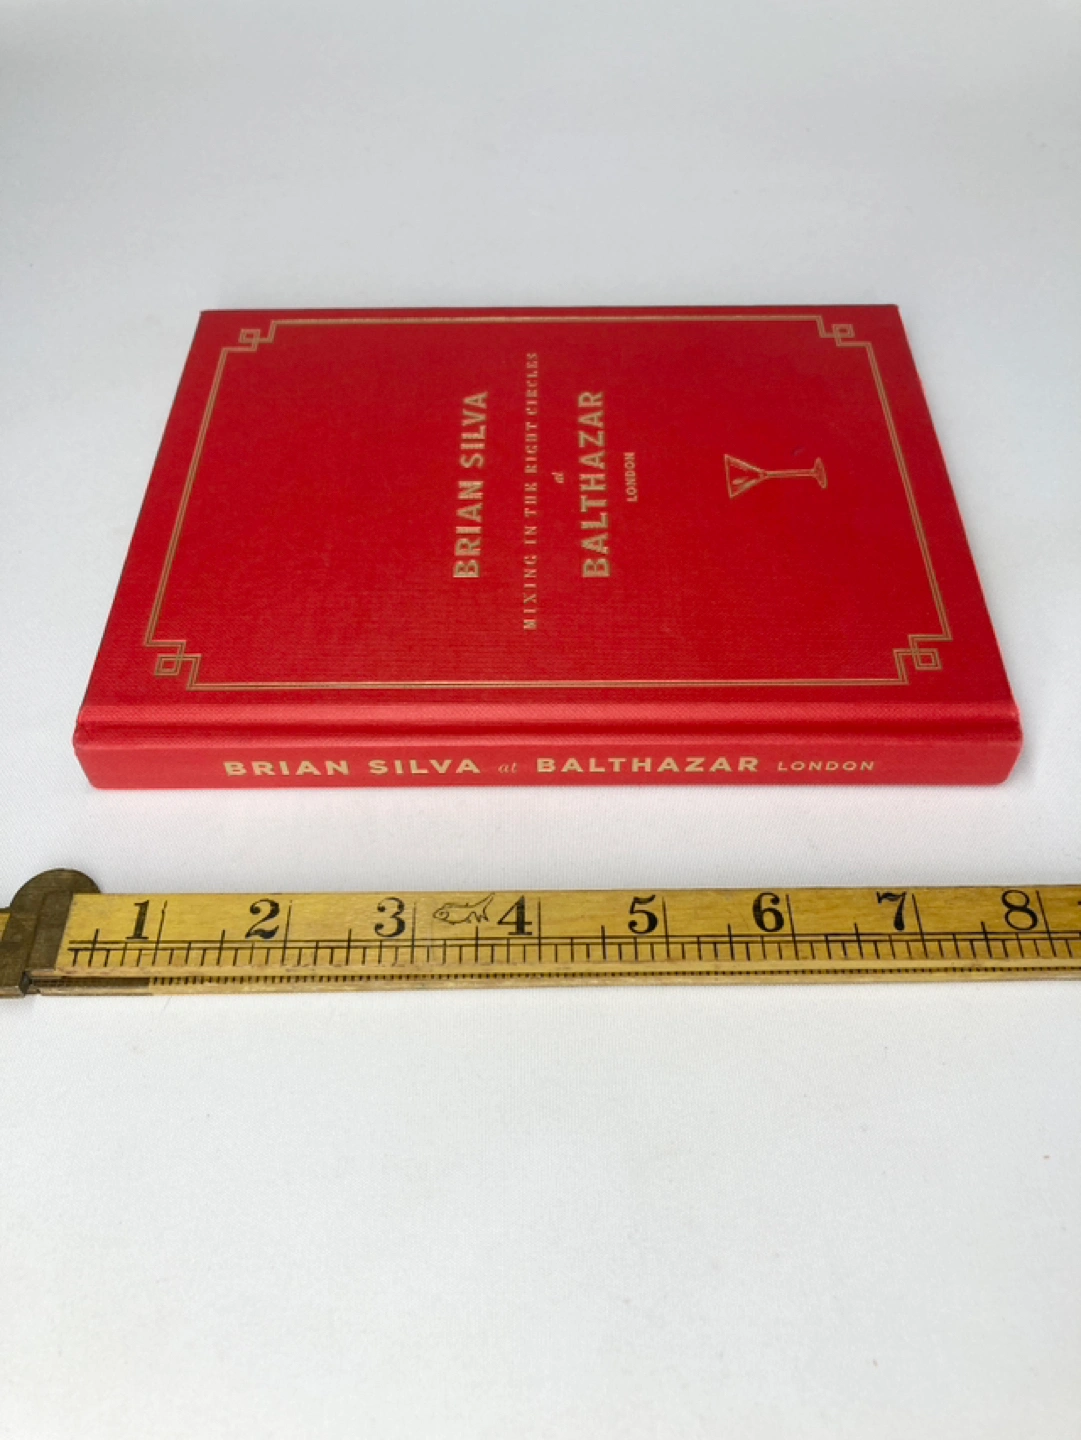 BRIAN SILVA
MIXING IN THE RIGHT CIRCLES
at
BALTHAZAR
LONDON
BRIAN SILVA at BALTHAZAR LONDON
1 2 3 4 5 6 7 8